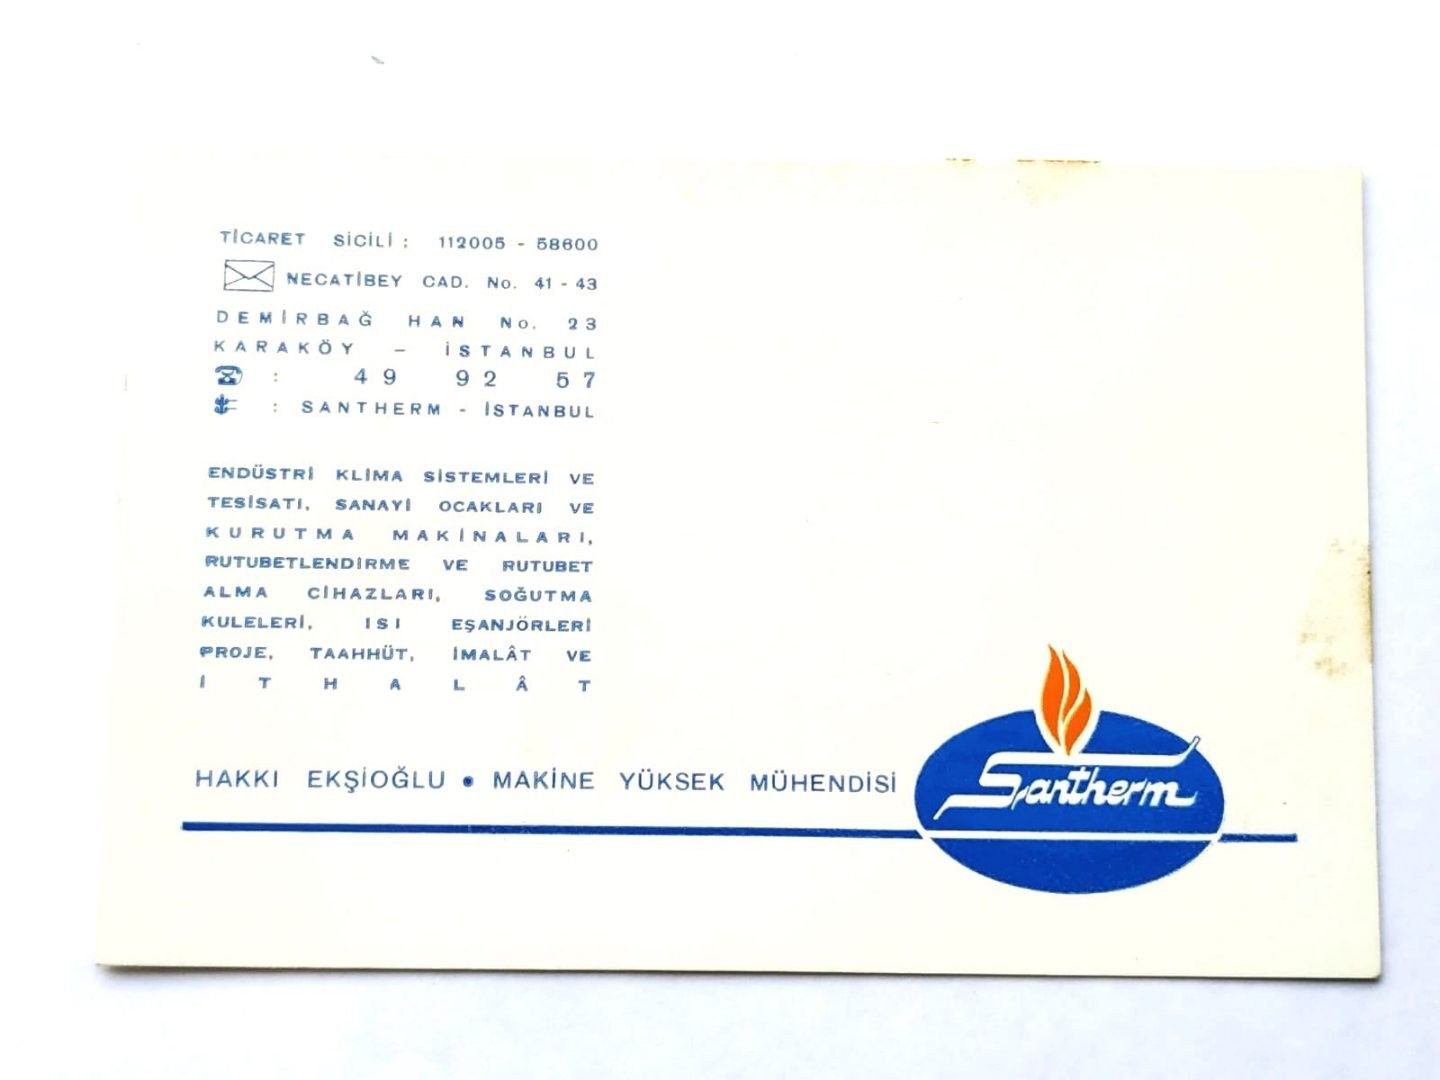 TİCARET SİCİLİ : 112005 - 58600
NECATİBEY CAD. No. 41 - 43
DEMİRBAĞ HAN No. 23
KARAKÖY – İSTANBUL
: 49 92 57
: SANTHERM - İSTANBUL
ENDÜSTRİ KLİMA SİSTEMLERİ VE
TESİSATI, SANAYİ OCAKLARI VE
KURUTMA MAKİNALARI,
RUTUBETLENDİRME VE RUTUBET
ALMA CİHAZLARI, SOĞUTMA
KULELERİ, ISI EŞANJÖRLERİ
PROJE, TAAHHÜT, İMALÂT VE
İTHALÂT
HAKKI EKŞİOĞLU • MAKİNE YÜKSEK MÜHENDİSİ
Santherm